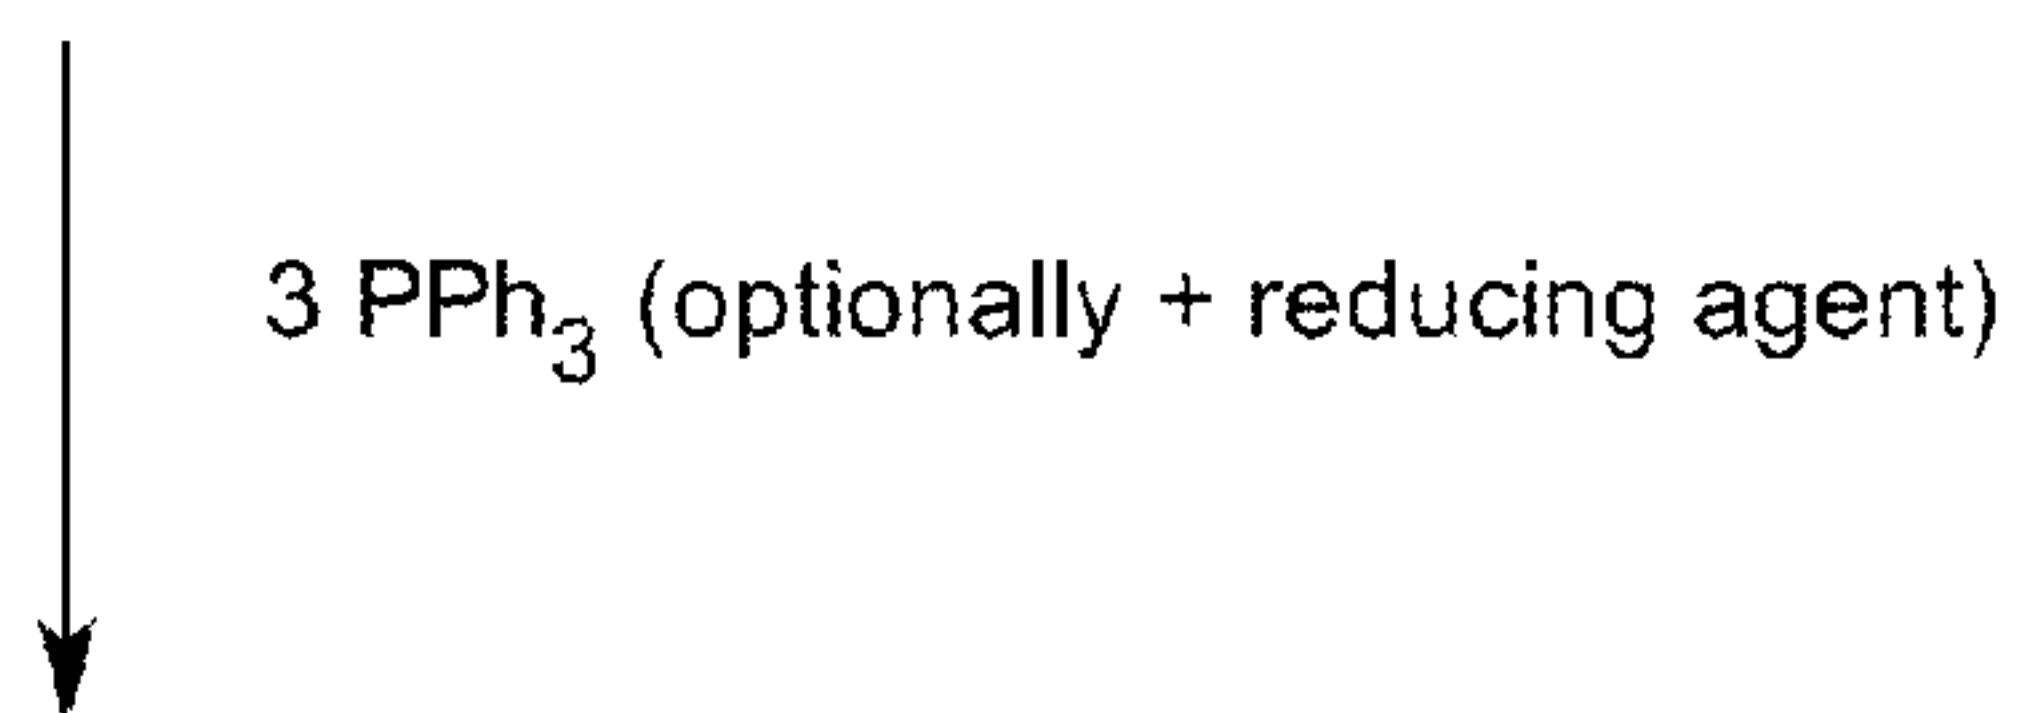 3 PPh₃ (optionally + reducing agent)